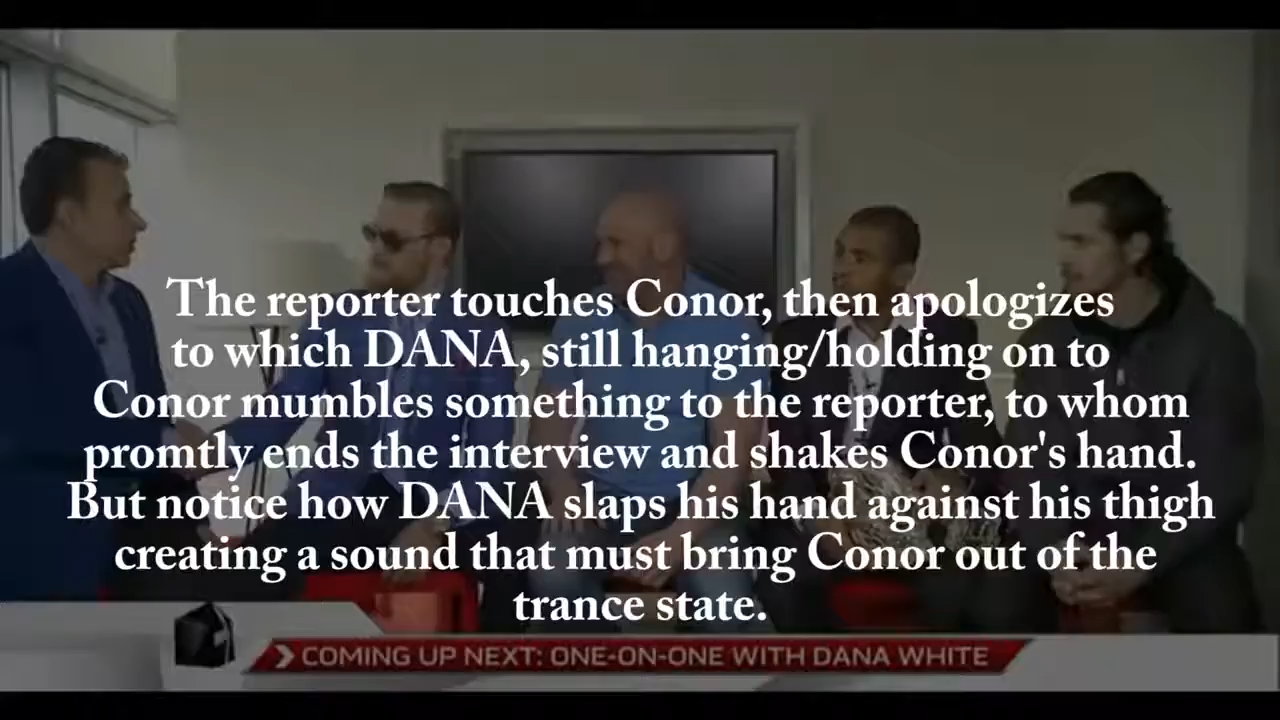 The reporter touches Conor, then apologizes
to which DANA, still hanging/holding on to
Conor mumbles something to the reporter, to whom
promtly ends the interview and shakes Conor's hand.
But notice how DANA slaps his hand against his thigh
creating a sound that must bring Conor out of the
trance state.
COMING UP NEXT: ONE-ON-ONE WITH DANA WHITE